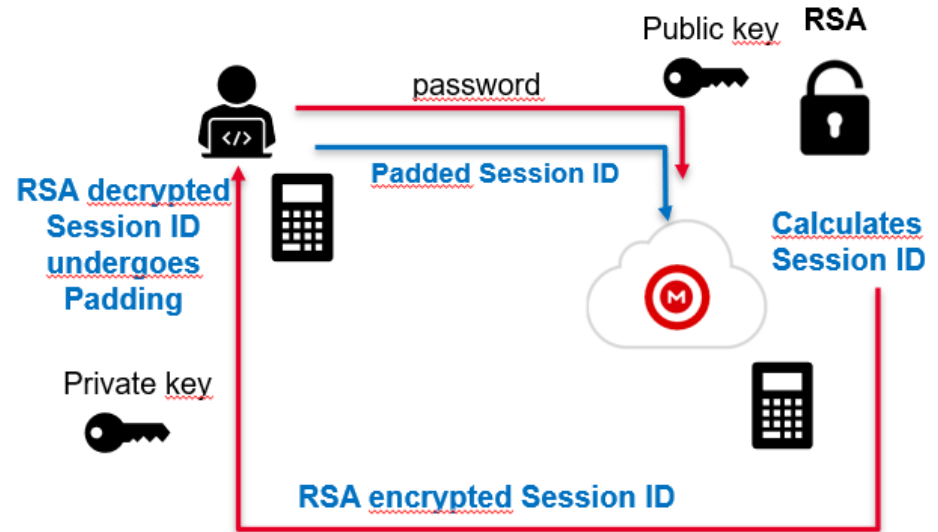 Public key
RSA
password
Padded Session ID
RSA decrypted
Session ID
undergoes
Padding
</>
Calculates
Session ID
M
Private key
RSA encrypted Session ID